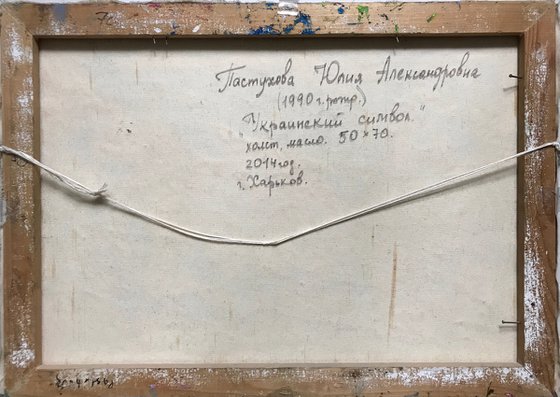 Пастухова Юлия Александровна
(1990 г. рожд.)
"Украинский символ."
холст, масло. 50×70.
2014 год.
г. Харьков.